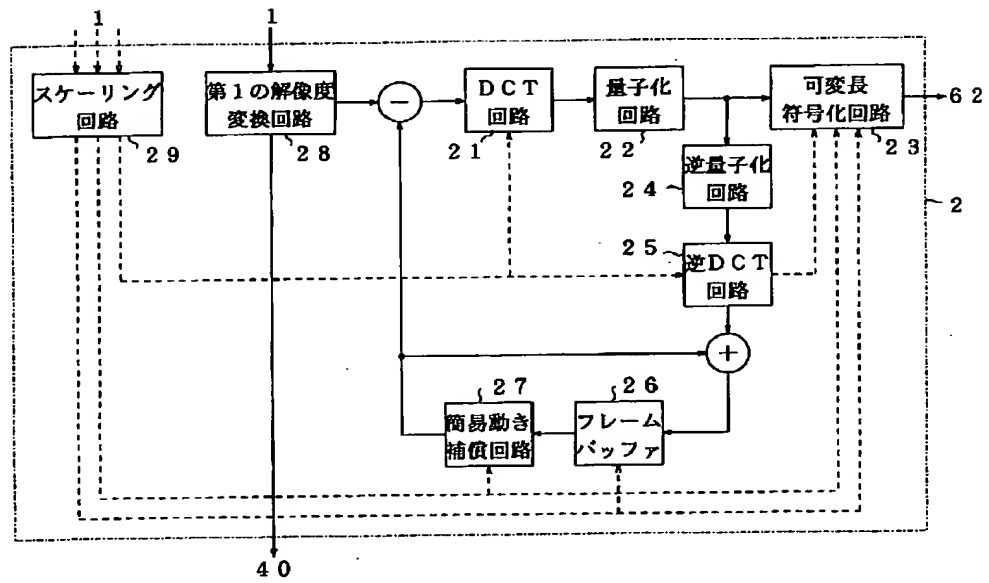 1
1
スケーリング
回路
29
第1の解像度
変換回路
28
−
DCT
回路
21
量子化
回路
22
可変長
符号化回路
23
62
逆量子化
回路
24
2
25
逆DCT
回路
+
27
簡易動き
補償回路
26
フレーム
バッファ
40